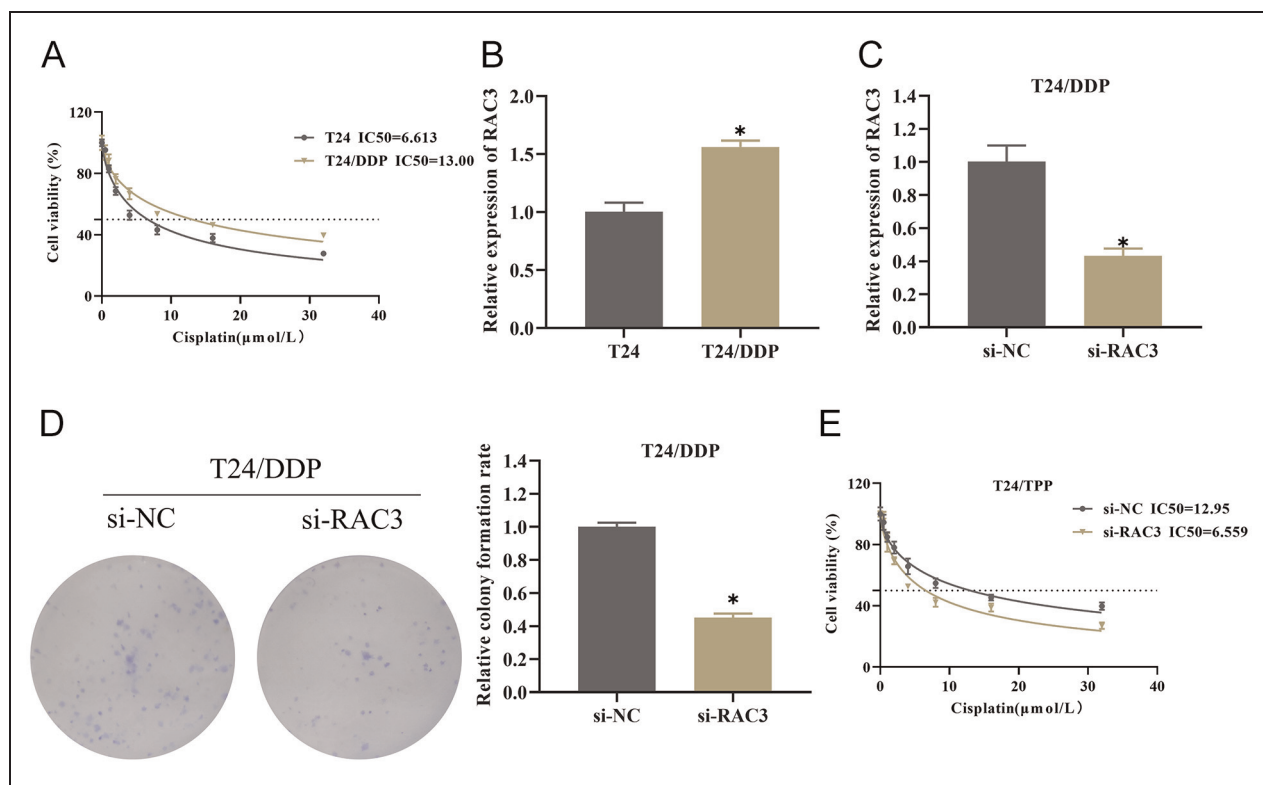 A
120
80
40
0
Cell viability (%)
T24 IC50=6.613
T24/DDP IC50=13.00
0 10 20 30 40
Cisplatin(μmol/L)
B
2.0
1.5
1.0
0.5
0.0
Relative expression of RAC3
*
T24 T24/DDP
C
T24/DDP
1.4
1.2
1.0
0.8
0.6
0.4
0.2
0.0
Relative expression of RAC3
*
si-NC si-RAC3
D
T24/DDP
si-NC si-RAC3
T24/DDP
1.4
1.2
1.0
0.8
0.6
0.4
0.2
0.0
Relative colony formation rate
*
si-NC si-RAC3
E
T24/TPP
120
80
40
0
Cell viability (%)
si-NC IC50=12.95
si-RAC3 IC50=6.559
0 10 20 30 40
Cisplatin(μmol/L)